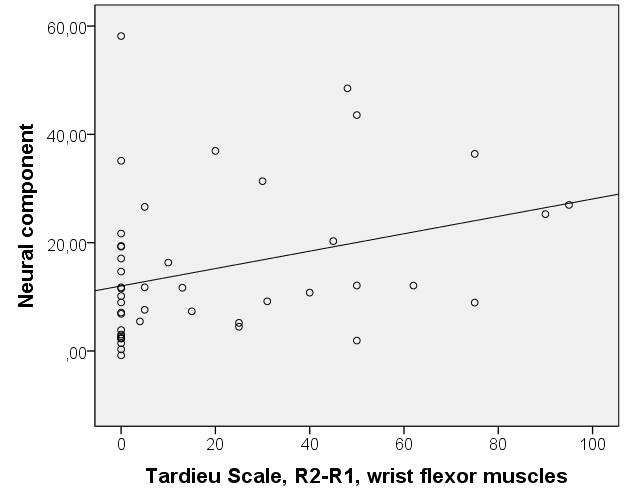 Neural component
60,00
40,00
20,00
,00
0 20 40 60 80 100
Tardieu Scale, R2-R1, wrist flexor muscles